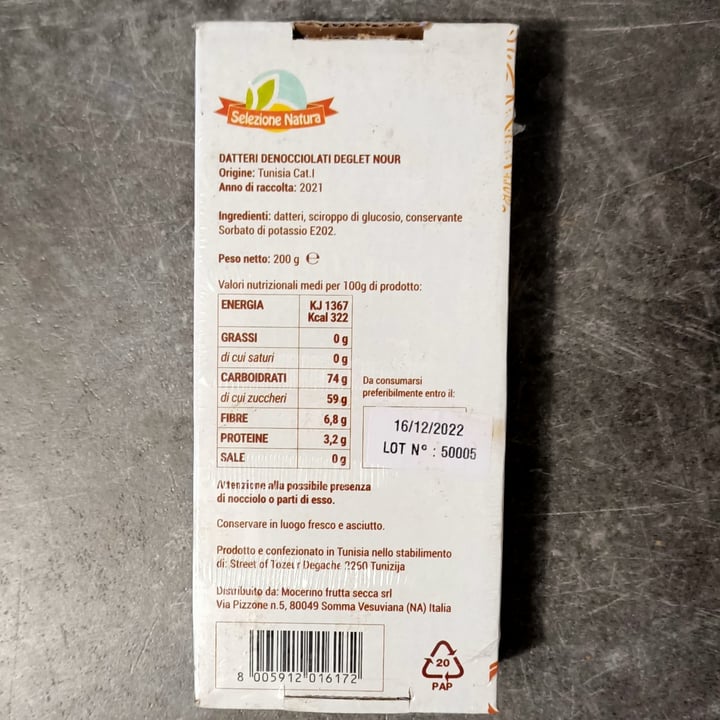 Selezione Natura
DATTERI DENOCCIOLATI DEGLET NOUR
Origine: Tunisia Cat.I
Anno di raccolta: 2021
Ingredienti: datteri, sciroppo di glucosio, conservante
Sorbato di potassio E202.
Peso netto: 200 g ℮
Valori nutrizionali medi per 100g di prodotto:
ENERGIA KJ 1367
Kcal 322
GRASSI 0 g
di cui saturi 0 g
CARBOIDRATI 74 g
di cui zuccheri 59 g
FIBRE 6,8 g
PROTEINE 3,2 g
SALE 0 g
Da consumarsi
preferibilmente entro il:
16/12/2022
LOT N° : 50005
Attenzione alla possibile presenza
di nocciolo o parti di esso.
Conservare in luogo fresco e asciutto.
Prodotto e confezionato in Tunisia nello stabilimento
di: Street of Tozeur Degache 2260 Tunizija
Distribuito da: Mocerino frutta secca srl
Via Pizzone n.5, 80049 Somma Vesuviana (NA) Italia
8 005912 016172
20
PAP